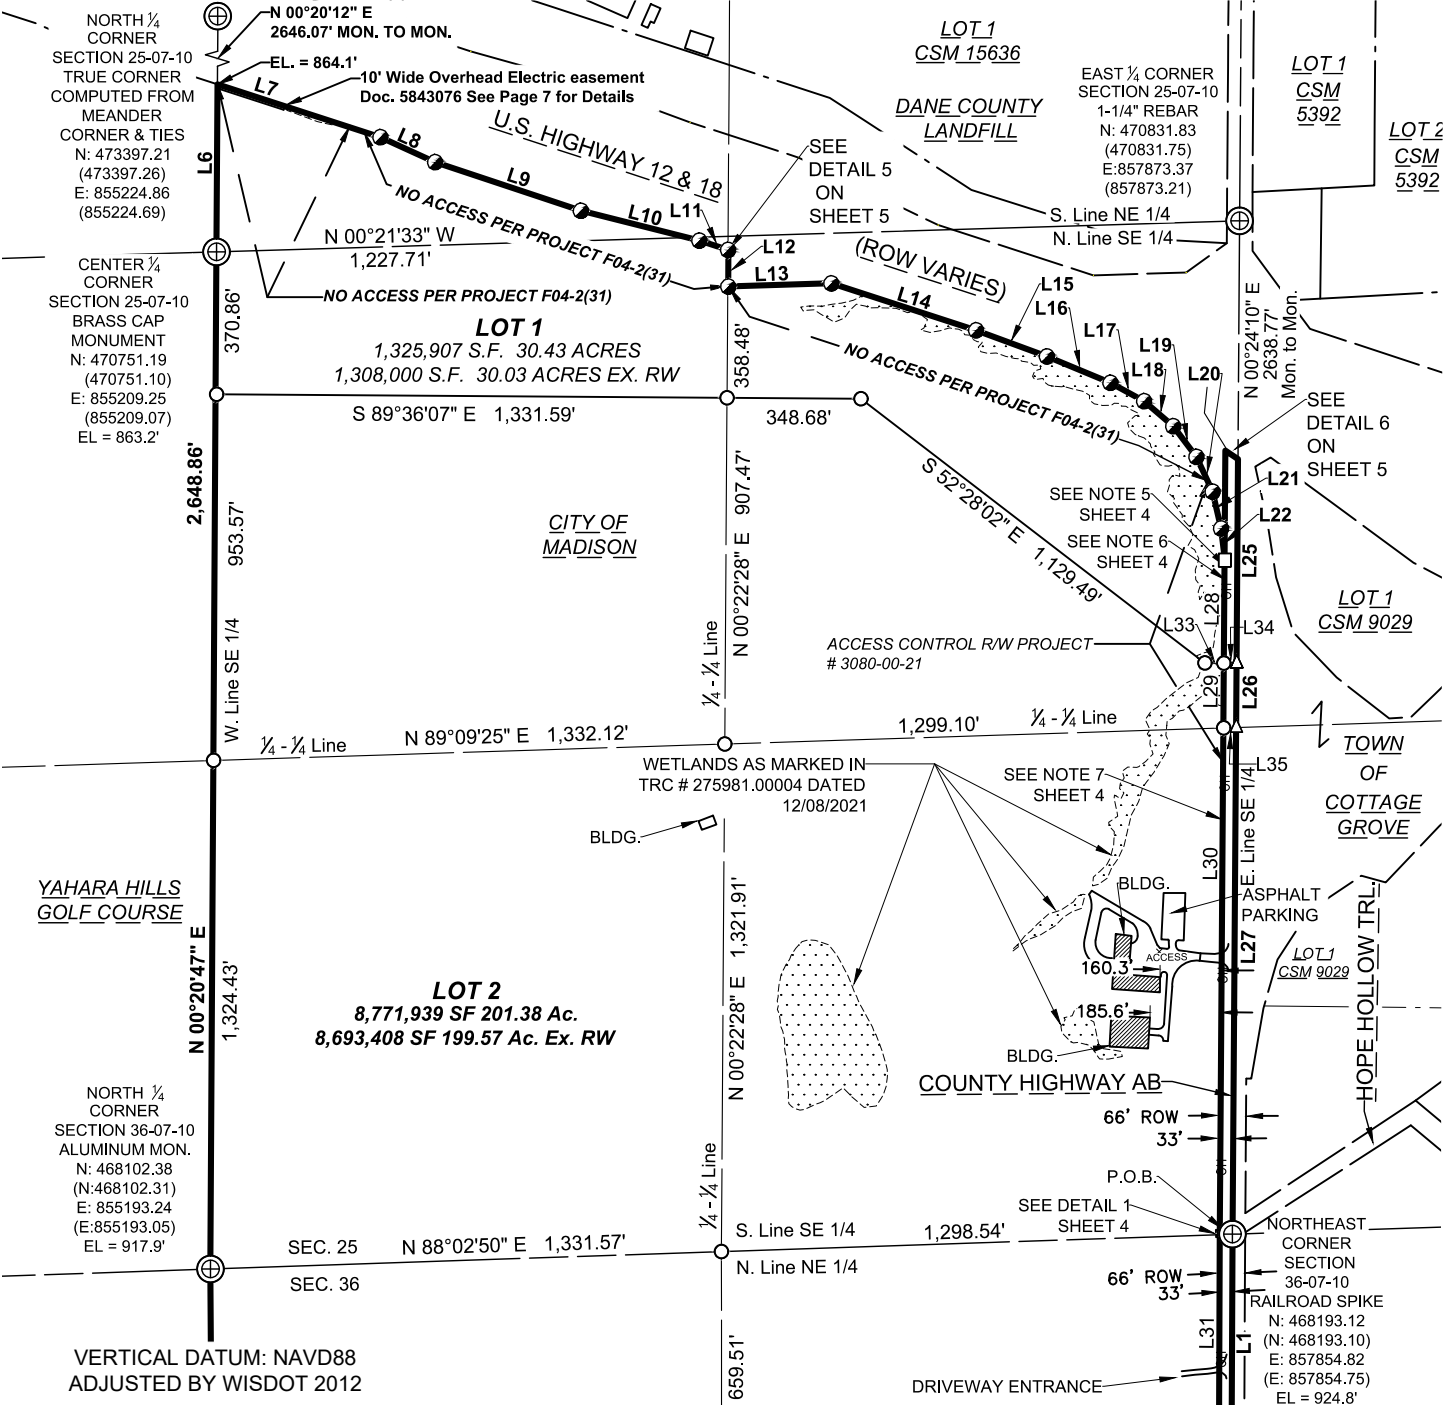 NORTH ¼
CORNER
SECTION 25-07-10
TRUE CORNER
COMPUTED FROM
MEANDER
CORNER & TIES
N: 473397.21
(473397.26)
E: 855224.86
(855224.69)
N 00°20'12" E
2646.07' MON. TO MON.
EL. = 864.1'
10' Wide Overhead Electric easement
Doc. 5843076 See Page 7 for Details
L7
L8
L9
L10
L11
L12
L13
L6
U.S. HIGHWAY 12 & 18
SEE
DETAIL 5
ON
SHEET 5
LOT 1
CSM 15636
DANE COUNTY
LANDFILL
EAST ¼ CORNER
SECTION 25-07-10
1-1/4" REBAR
N: 470831.83
(470831.75)
E:857873.37
(857873.21)
LOT 1
CSM
5392
LOT 2
CSM
5392
S. Line NE 1/4
N. Line SE 1/4
NO ACCESS PER PROJECT F04-2(31)
N 00°21'33" W
1,227.71'
NO ACCESS PER PROJECT F04-2(31)
(ROW VARIES)
L14
L15
L16
L17
L18
L19
L20
NO ACCESS PER PROJECT F04-2(31)
N 00°24'10" E
2638.77'
Mon. to Mon.
CENTER ¼
CORNER
SECTION 25-07-10
BRASS CAP
MONUMENT
N: 470751.19
(470751.10)
E: 855209.25
(855209.07)
EL = 863.2'
370.86'
LOT 1
1,325,907 S.F. 30.43 ACRES
1,308,000 S.F. 30.03 ACRES EX. RW
358.48'
S 89°36'07" E 1,331.59'
348.68'
SEE
DETAIL 6
ON
SHEET 5
2,648.86'
953.57'
W. Line SE 1/4
CITY OF
MADISON
N 00°22'28" E 907.47'
¼ - ¼ Line
S 52°28'02" E 1,129.49'
SEE NOTE 5
SHEET 4
SEE NOTE 6
SHEET 4
L21
L22
L25
L28
LOT 1
CSM 9029
ACCESS CONTROL R/W PROJECT
# 3080-00-21
L33
L34
L29
L26
¼ - ¼ Line
N 89°09'25" E 1,332.12'
1,299.10'
¼ - ¼ Line
L35
TOWN
OF
COTTAGE
GROVE
WETLANDS AS MARKED IN
TRC # 275981.00004 DATED
12/08/2021
SEE NOTE 7
SHEET 4
BLDG.
E. Line SE 1/4
L30
YAHARA HILLS
GOLF COURSE
BLDG.
ASPHALT
PARKING
ACCESS
160.3'
L27
LOT 1
CSM 9029
HOPE HOLLOW TRL.
N 00°20'47" E
1,324.43'
LOT 2
8,771,939 SF 201.38 Ac.
8,693,408 SF 199.57 Ac. Ex. RW
N 00°22'28" E 1,321.91'
185.6'
BLDG.
COUNTY HIGHWAY AB
66' ROW
33'
NORTH ¼
CORNER
SECTION 36-07-10
ALUMINUM MON.
N: 468102.38
(N:468102.31)
E: 855193.24
(E:855193.05)
EL = 917.9'
¼ - ¼ Line
P.O.B.
SEE DETAIL 1
SHEET 4
SEC. 25
N 88°02'50" E 1,331.57'
SEC. 36
S. Line SE 1/4
1,298.54'
N. Line NE 1/4
NORTHEAST
CORNER
SECTION
36-07-10
RAILROAD SPIKE
N: 468193.12
(N: 468193.10)
E: 857854.82
(E: 857854.75)
EL = 924.8'
66' ROW
33'
L31
L1
659.51'
VERTICAL DATUM: NAVD88
ADJUSTED BY WISDOT 2012
DRIVEWAY ENTRANCE